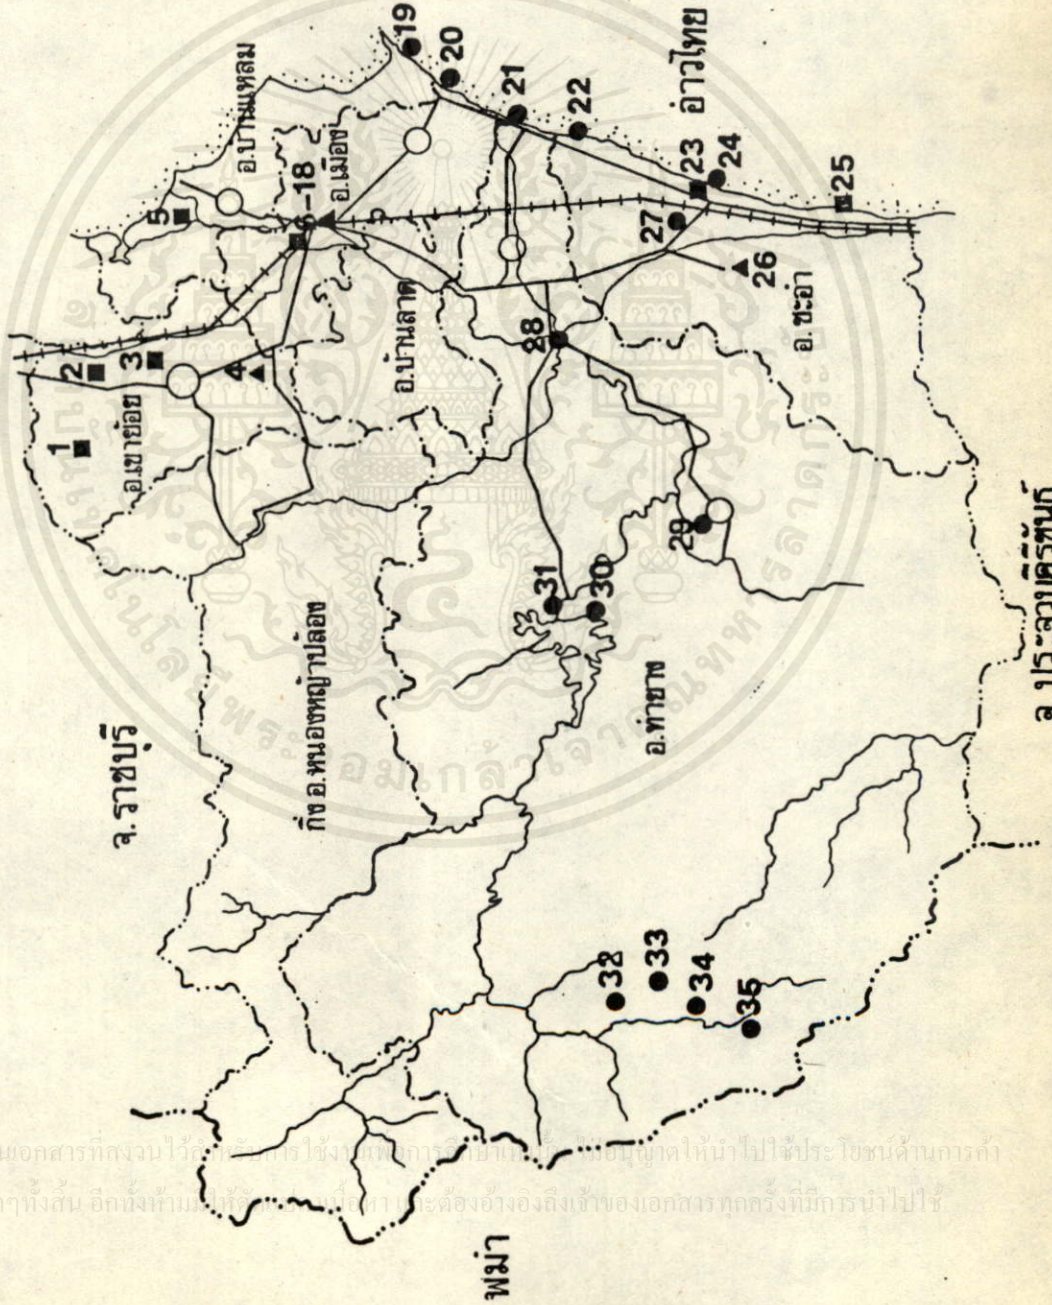 จ.ราชบุรี
อ.เขาย้อย
อ.บ้านแหลม
อ.เมือง
อ.บ้านลาด
กิ่ง อ.หนองหญ้าปล้อง
อ.ท่ายาง
อ.ชะอำ
อ่าวไทย
พม่า
จ.ประจวบคีรีขันธ์
1
2
3
4
5
6-18
19
20
21
22
23
24
25
26
27
28
29
30
31
32
33
34
35